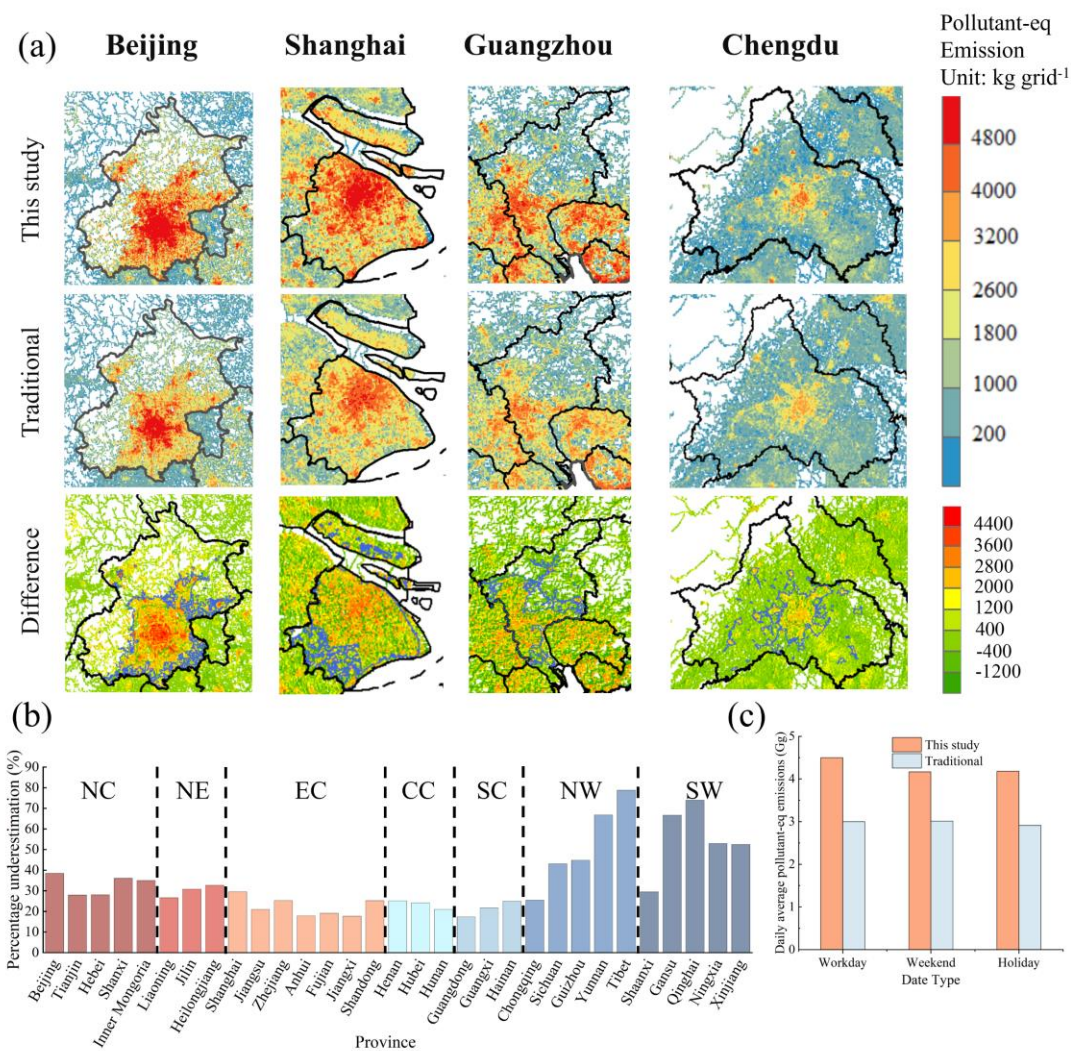 (a)
Beijing
Shanghai
Guangzhou
Chengdu
Pollutant-eq
Emission
Unit: kg grid-1
This study
4800
4000
3200
2600
1800
1000
200
Traditional
Difference
4400
3600
2800
2000
1200
400
-400
-1200
(b)
Percentage underestimation (%)
90
80
70
60
50
40
30
20
10
0
NC
NE
EC
CC
SC
NW
SW
Beijing
Tianjin
Hebei
Shanxi
Inner Mongoria
Liaoning
Jilin
Heilongjiang
Shanghai
Jiangsu
Zhejiang
Anhui
Fujian
Jiangxi
Shandong
Henan
Hubei
Hunan
Guangdong
Guangxi
Hainan
Chongqing
Sichuan
Guizhou
Yunnan
Tibet
Shaanxi
Gansu
Qinghai
Ningxia
Xinjiang
Province
(c)
Daily average pollutant-eq emissions (Gg)
5
4
3
2
1
0
This study
Traditional
Workday
Weekend
Holiday
Date Type